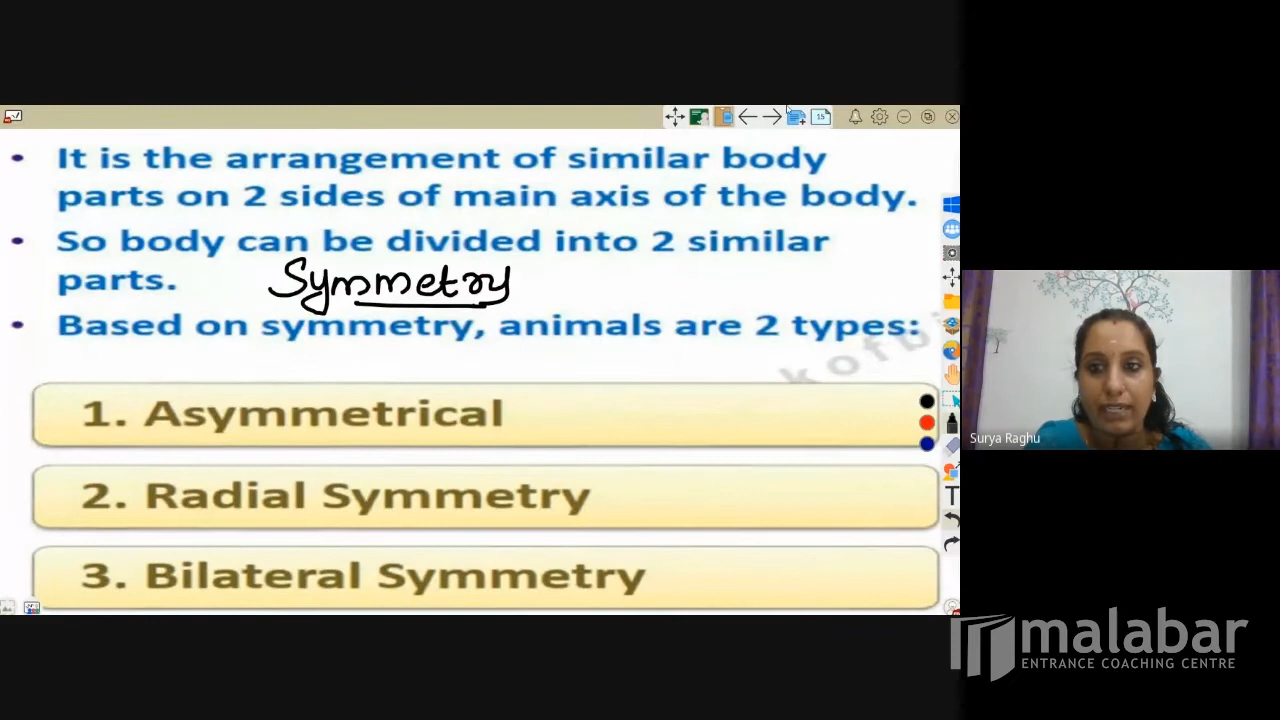 15
• It is the arrangement of similar body
parts on 2 sides of main axis of the body.
• So body can be divided into 2 similar
parts.
Symmetry
• Based on symmetry, animals are 2 types:
1. Asymmetrical
2. Radial Symmetry
3. Bilateral Symmetry
T
Surya Raghu
malabar
ENTRANCE COACHING CENTRE